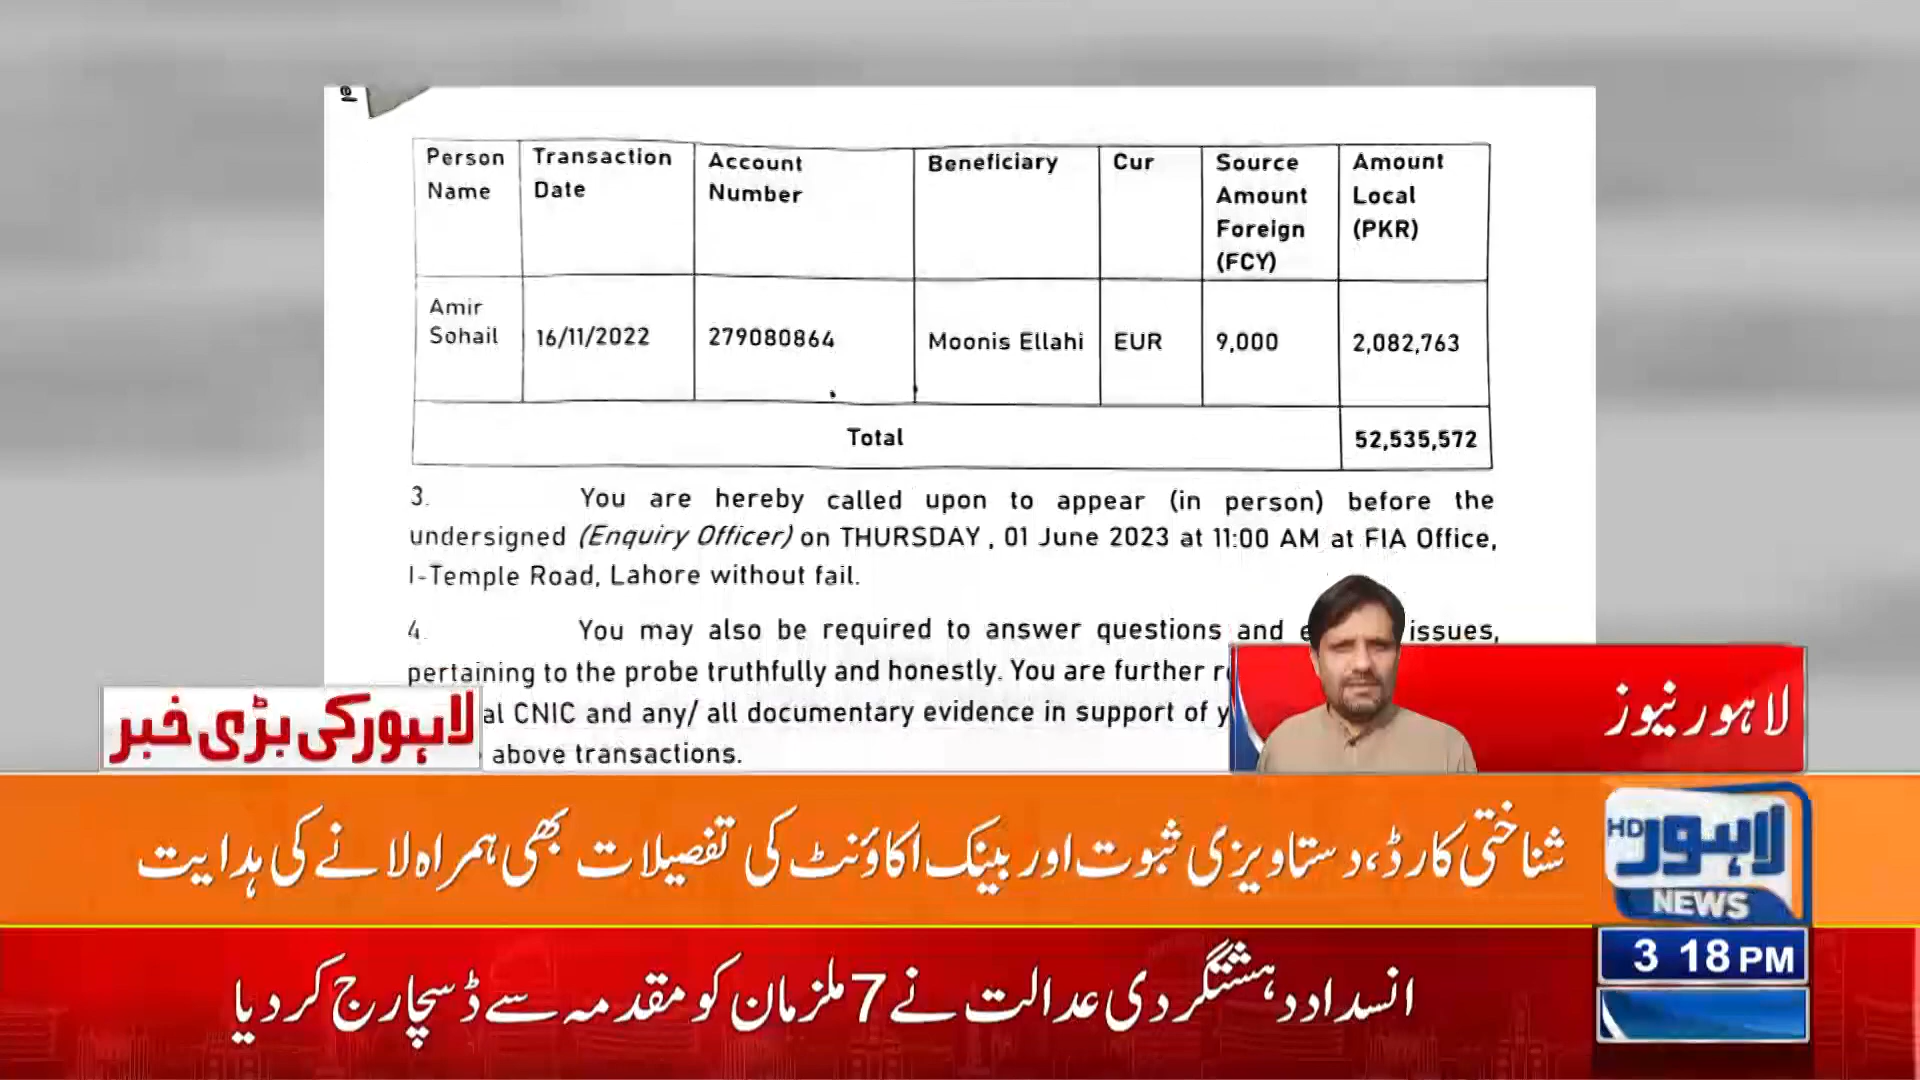 el
Person Name
Transaction Date
Account Number
Beneficiary
Cur
Source Amount Foreign (FCY)
Amount Local (PKR)
Amir Sohail
16/11/2022
279080864
Moonis Ellahi
EUR
9,000
2,082,763
Total
52,535,572
3. You are hereby called upon to appear (in person) before the
undersigned (Enquiry Officer) on THURSDAY, 01 June 2023 at 11:00 AM at FIA Office,
1-Temple Road, Lahore without fail.
4. You may also be required to answer questions and issues,
pertaining to the probe truthfully and honestly. You are further
al CNIC and any/ all documentary evidence in support of
above transactions.
لاہور کی بڑی خبر
لاہور نیوز
شناختی کارڈ، دستاویزی ثبوت اور بینک اکاؤنٹ کی تفصیلات بھی ہمراہ لانے کی ہدایت
لاہور HD
NEWS
3 18 PM
انسداد دہشتگردی عدالت نے 7 ملزمان کو مقدمہ سے ڈسچارج کر دیا